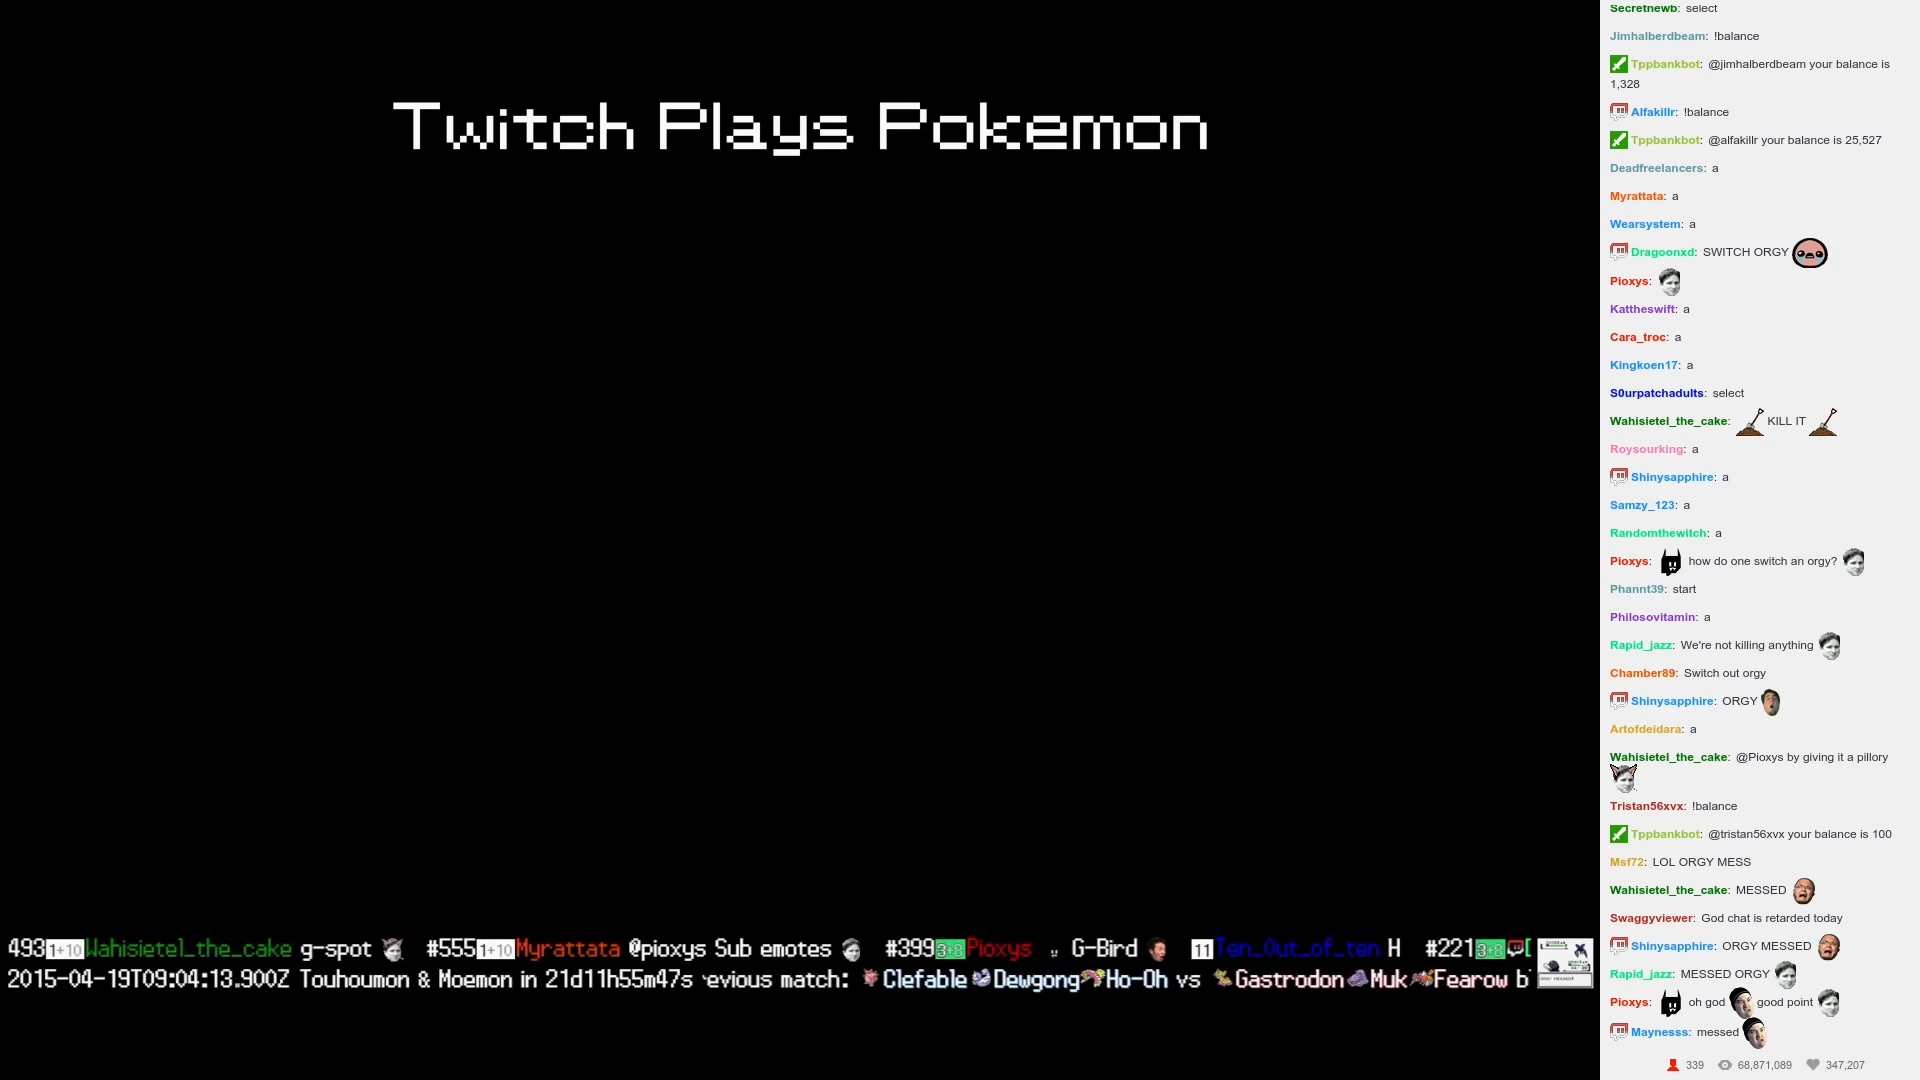 Twitch Plays Pokemon
493 1+10 Wahisietel_the_cake g-spot #555 1+10 Myrattata @pioxys Sub emotes #399 3+8 Pioxys G-Bird 11 Ten_Out_of_ten H #221 3+8
2015-04-19T09:04:13.900Z Touhoumon & Moemon in 21d11h55m47s evious match: Clefable Dewgong Ho-Oh vs Gastrodon Muk Fearow b
Secretnewb: select
Jimhalberdbeam: !balance
Tppbankbot: @jimhalberdbeam your balance is
1,328
Alfakillr: !balance
Tppbankbot: @alfakillr your balance is 25,527
Deadfreelancers: a
Myrattata: a
Wearsystem: a
Dragoonxd: SWITCH ORGY
Pioxys:
Kattheswift: a
Cara_troc: a
Kingkoen17: a
S0urpatchadults: select
Wahisietel_the_cake: KILL IT
Roysourking: a
Shinysapphire: a
Samzy_123: a
Randomthewitch: a
Pioxys: how do one switch an orgy?
Phannt39: start
Philosovitamin: a
Rapid_jazz: We're not killing anything
Chamber89: Switch out orgy
Shinysapphire: ORGY
Artofdeidara: a
Wahisietel_the_cake: @Pioxys by giving it a pillory
Tristan56xvx: !balance
Tppbankbot: @tristan56xvx your balance is 100
Msf72: LOL ORGY MESS
Wahisietel_the_cake: MESSED
Swaggyviewer: God chat is retarded today
Shinysapphire: ORGY MESSED
Rapid_jazz: MESSED ORGY
Pioxys: oh god good point
Maynesss: messed
339 68,871,089 347,207